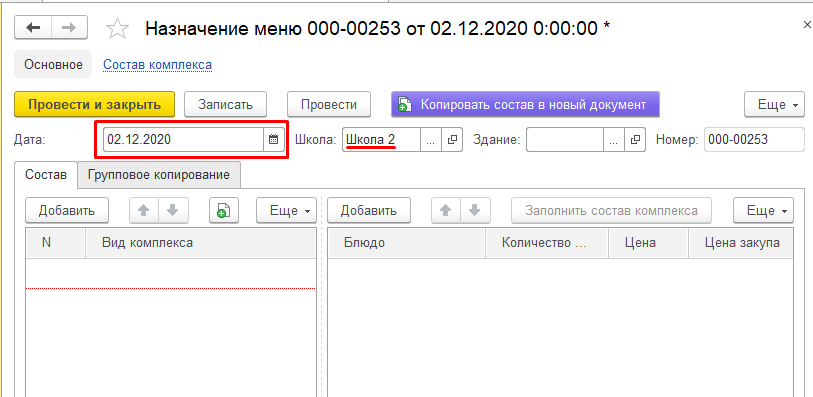 Назначение меню 000-00253 от 02.12.2020 0:00:00 *
Основное Состав комплекса
Провести и закрыть Записать Провести Копировать состав в новый документ Еще
Дата: 02.12.2020 Школа: Школа 2 ... Здание: ... Номер: 000-00253
Состав Групповое копирование
Добавить Еще Добавить Заполнить состав комплекса Еще
N Вид комплекса Блюдо Количество ... Цена Цена закупа